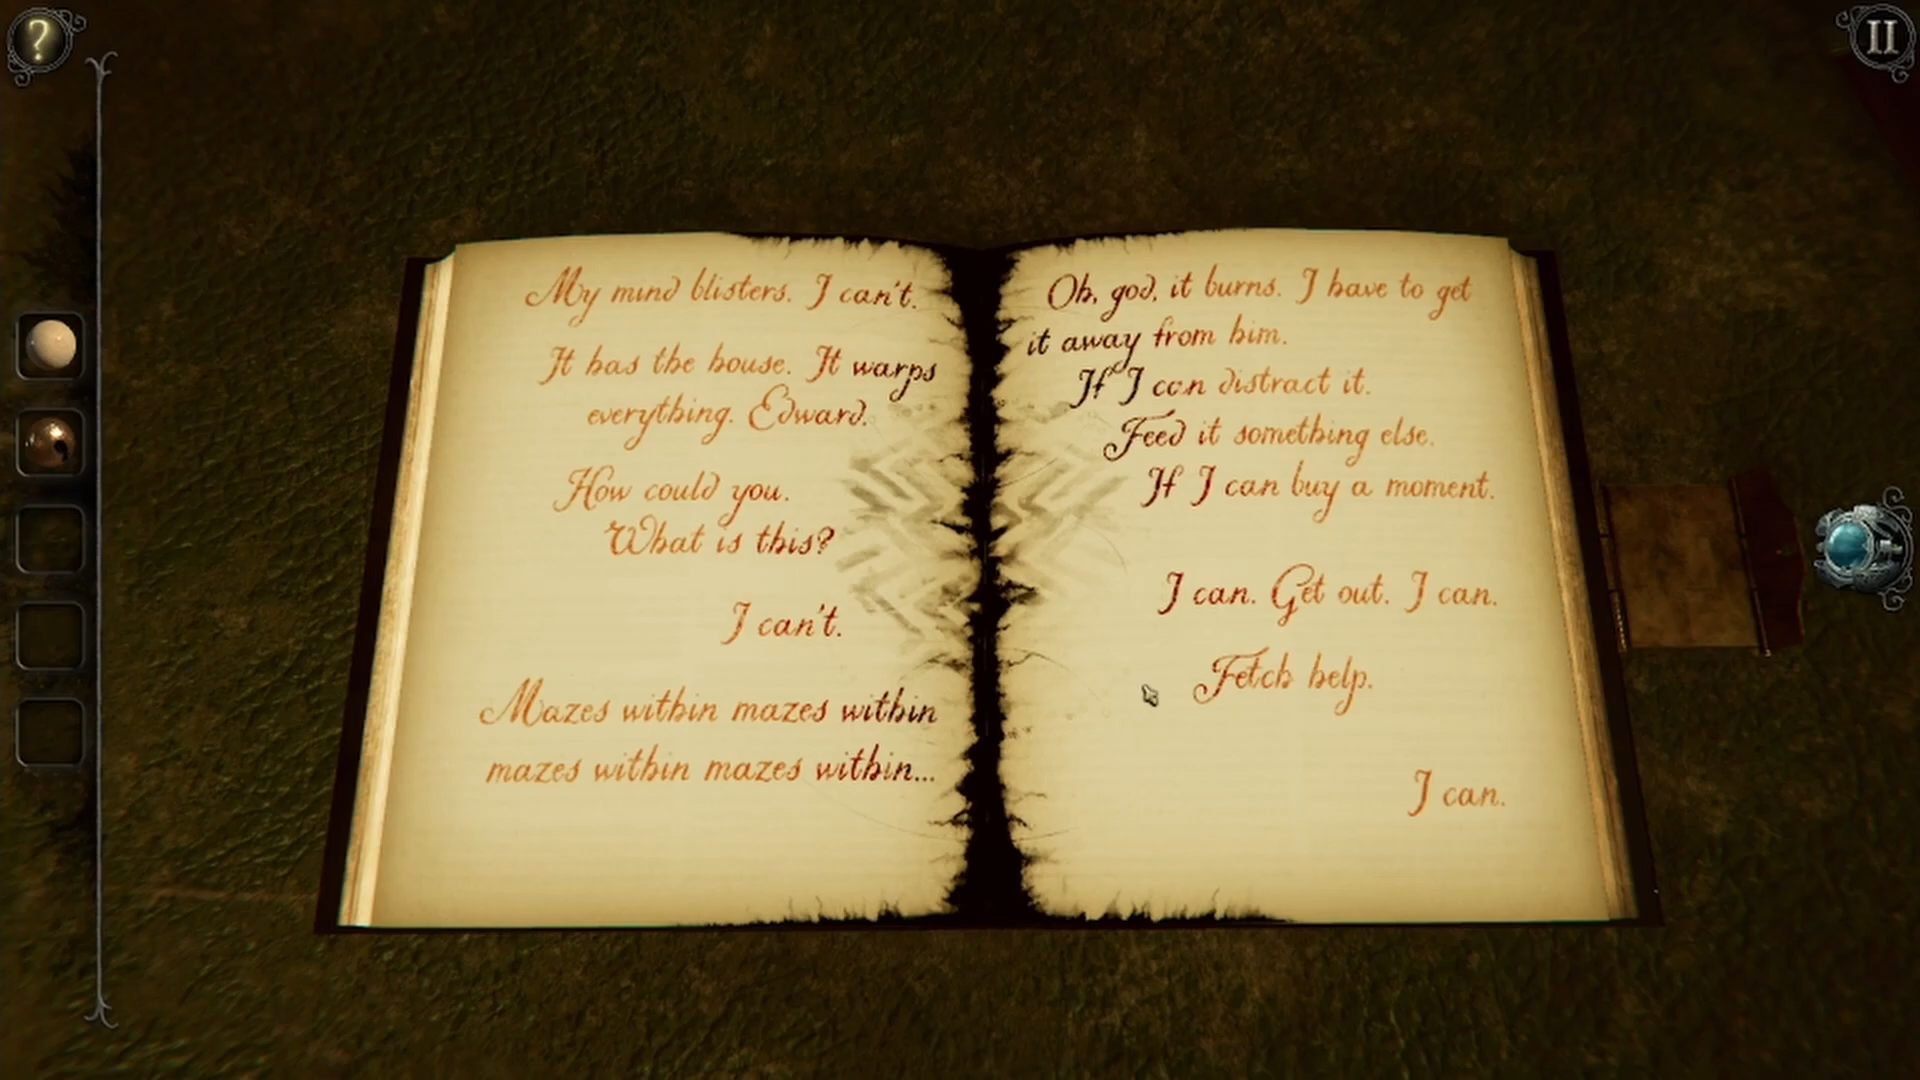 ?
II
My mind blisters. I can't.
It has the house. It warps
everything. Edward.
How could you.
What is this?
I can't.
Mazes within mazes within
mazes within mazes within...
Oh, god, it burns. I have to get
it away from him.
If I can distract it.
Feed it something else.
If I can buy a moment.
I can. Get out. I can.
Fetch help.
I can.